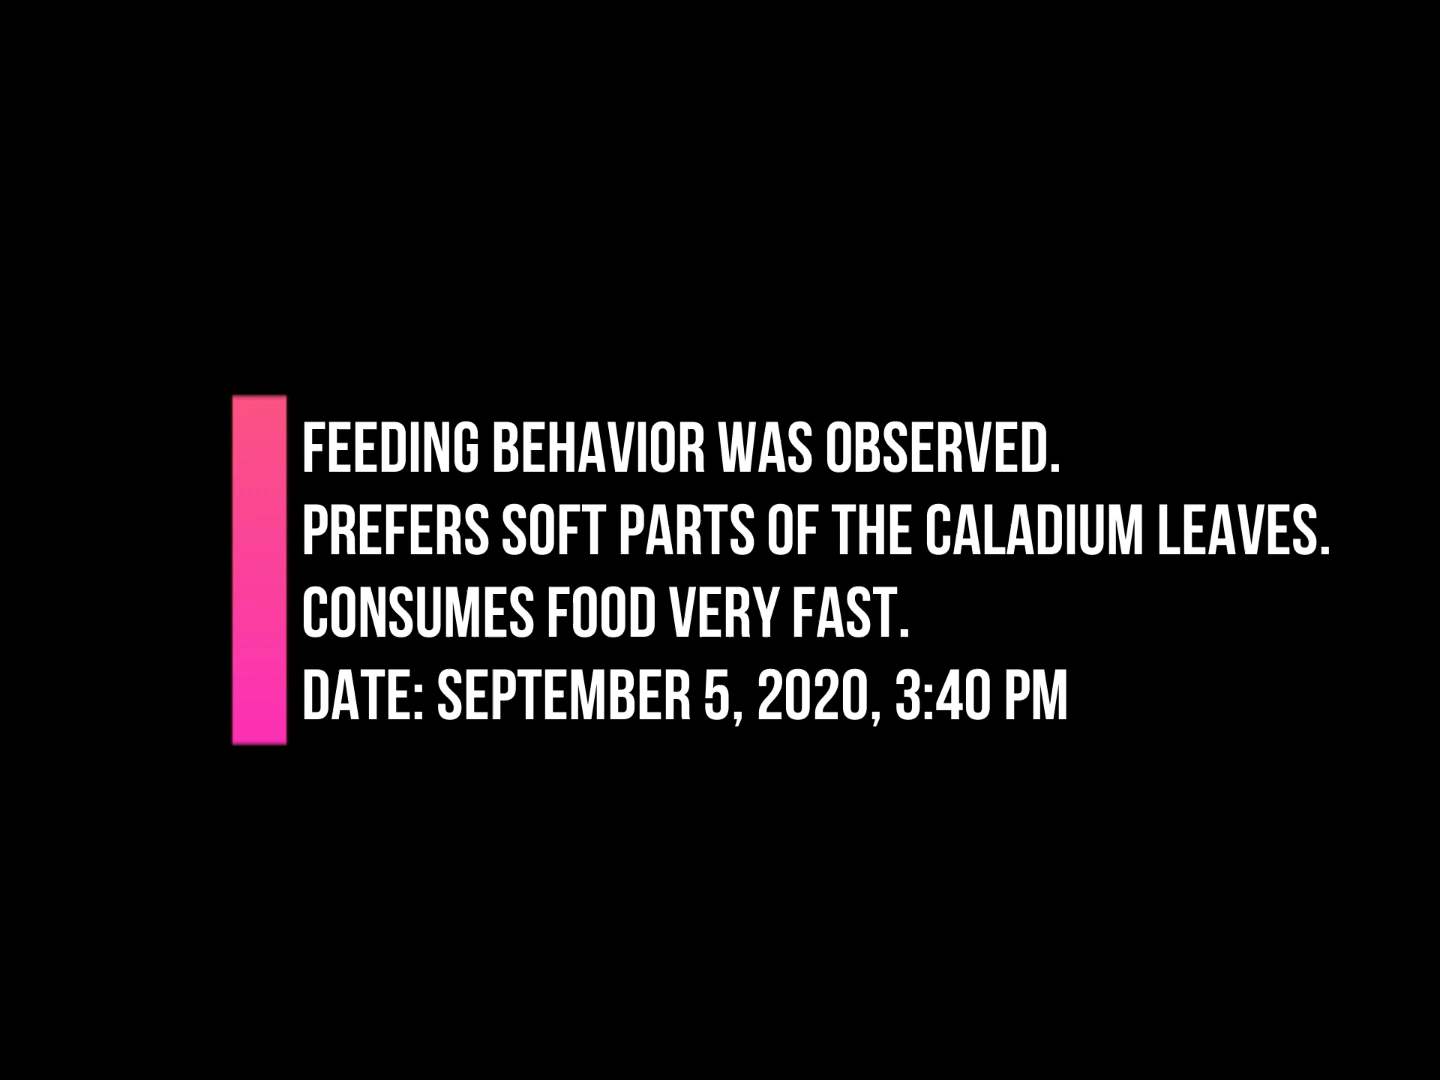 FEEDING BEHAVIOR WAS OBSERVED.
PREFERS SOFT PARTS OF THE CALADIUM LEAVES.
CONSUMES FOOD VERY FAST.
DATE: SEPTEMBER 5, 2020, 3:40 PM